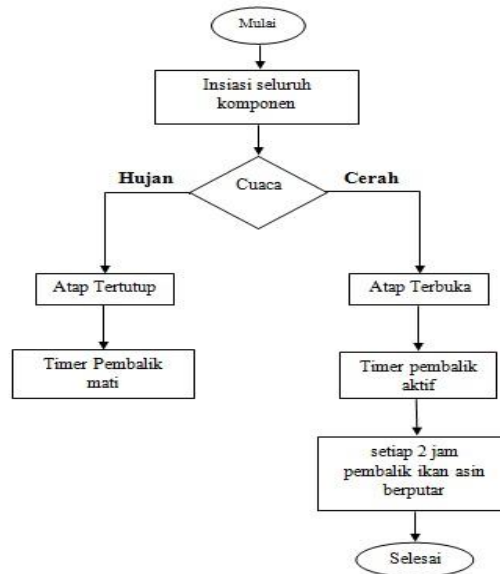 Mulai
Insiasi seluruh
komponen
Hujan
Cuaca
Cerah
Atap Tertutup
Atap Terbuka
Timer Pembalik
mati
Timer pembalik
aktif
setiap 2 jam
pembalik ikan asin
berputar
Selesai